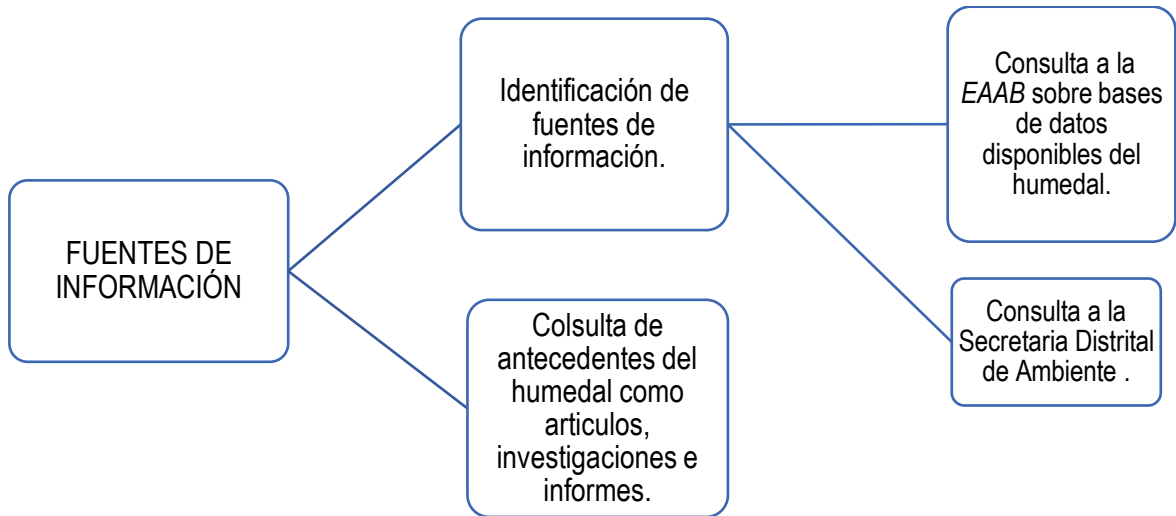 FUENTES DE
INFORMACIÓN
Identificación de
fuentes de
información.
Colsulta de
antecedentes del
humedal como
articulos,
investigaciones e
informes.
Consulta a la
EAAB sobre bases
de datos
disponibles del
humedal.
Consulta a la
Secretaria Distrital
de Ambiente .